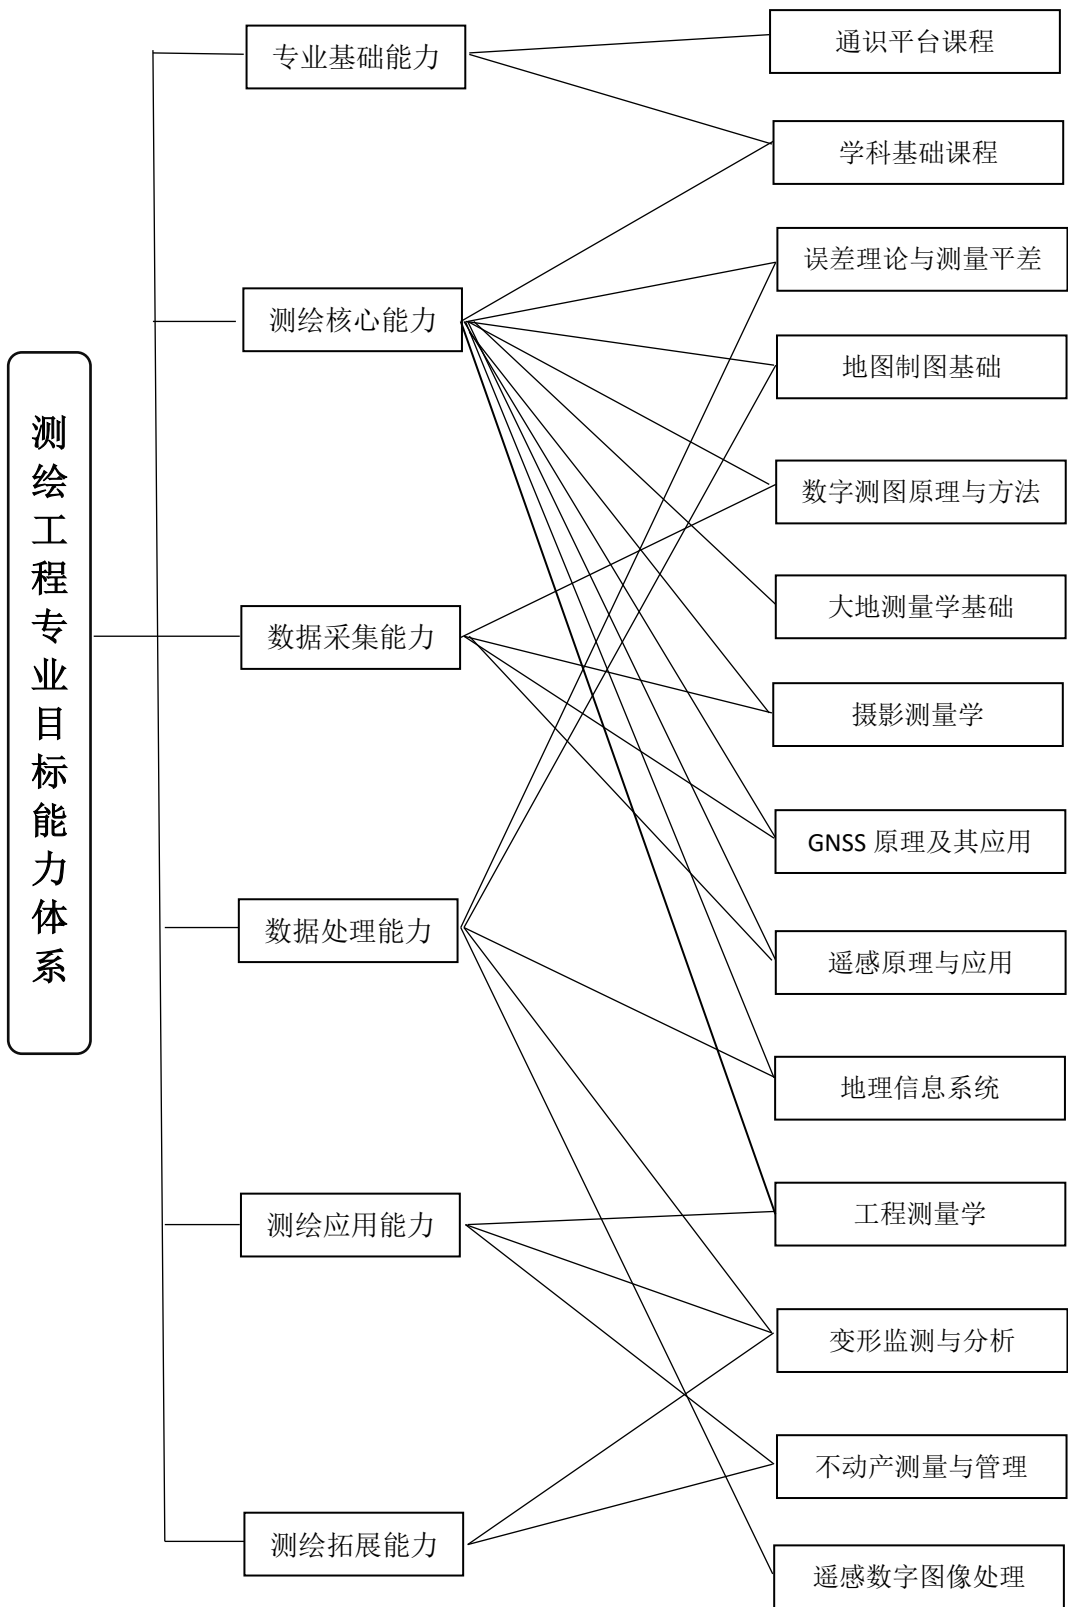 测绘工程专业目标能力体系
专业基础能力
测绘核心能力
数据采集能力
数据处理能力
测绘应用能力
测绘拓展能力
通识平台课程
学科基础课程
误差理论与测量平差
地图制图基础
数字测图原理与方法
大地测量学基础
摄影测量学
GNSS 原理及其应用
遥感原理与应用
地理信息系统
工程测量学
变形监测与分析
不动产测量与管理
遥感数字图像处理